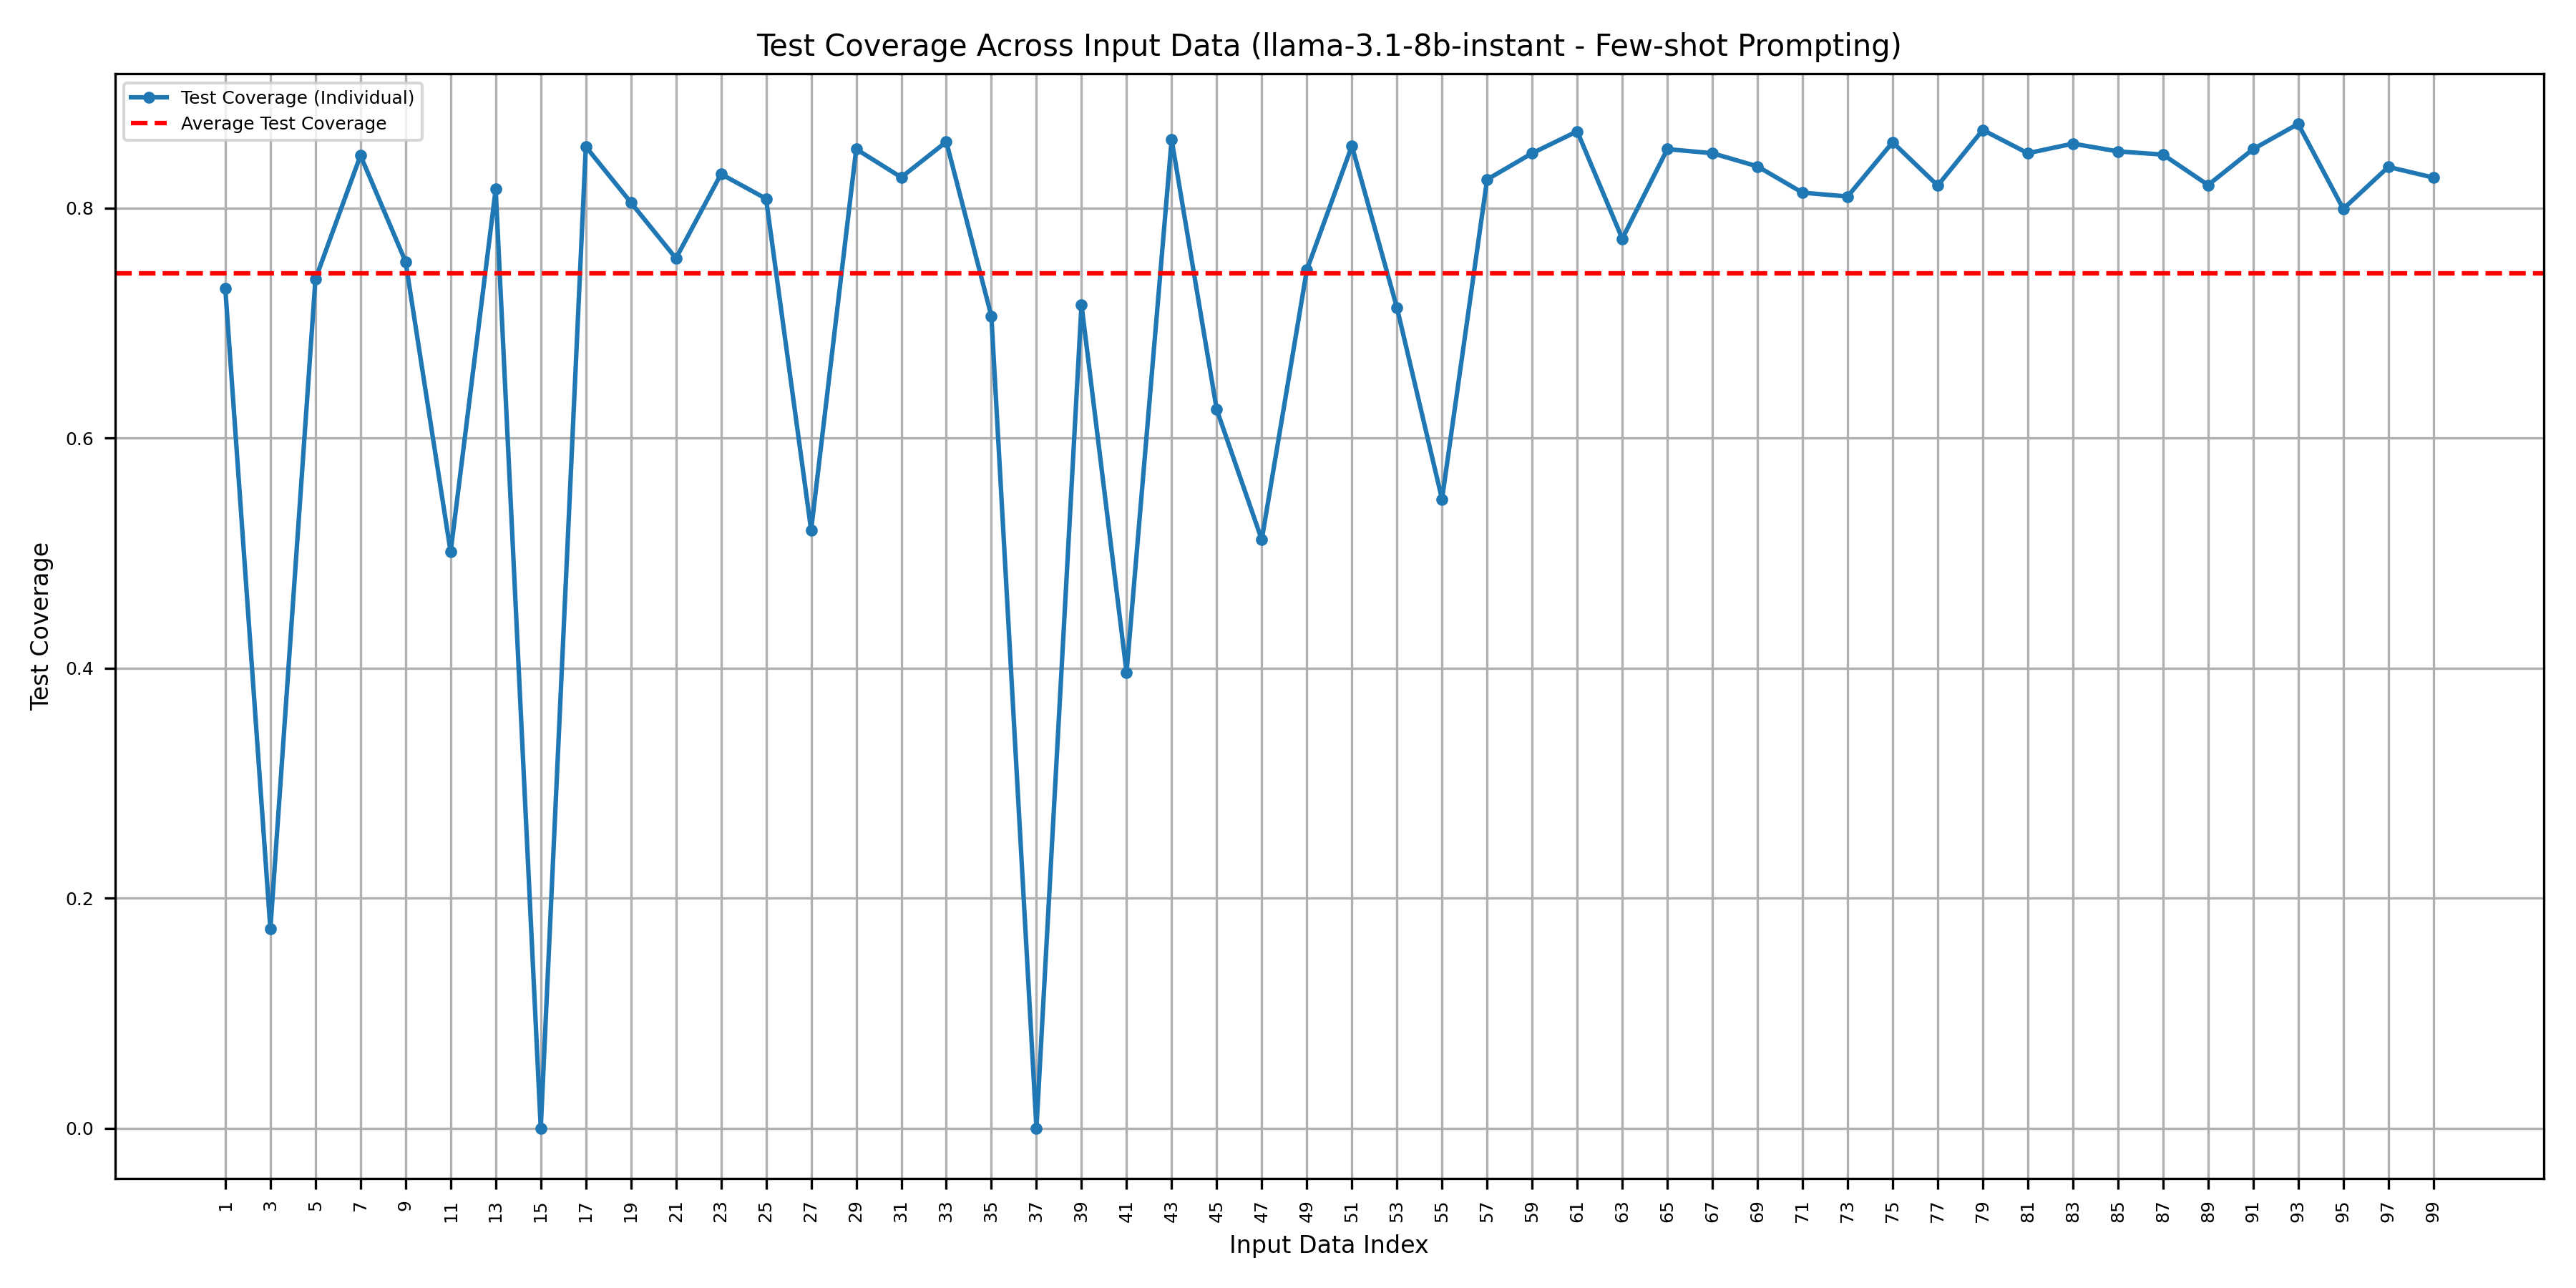 Test Coverage Across Input Data (llama-3.1-8b-instant - Few-shot Prompting)
Test Coverage (Individual)
Average Test Coverage
Test Coverage
0.8
0.6
0.4
0.2
0.0
1 3 5 7 9 11 13 15 17 19 21 23 25 27 29 31 33 35 37 39 41 43 45 47 49 51 53 55 57 59 61 63 65 67 69 71 73 75 77 79 81 83 85 87 89 91 93 95 97 99
Input Data Index